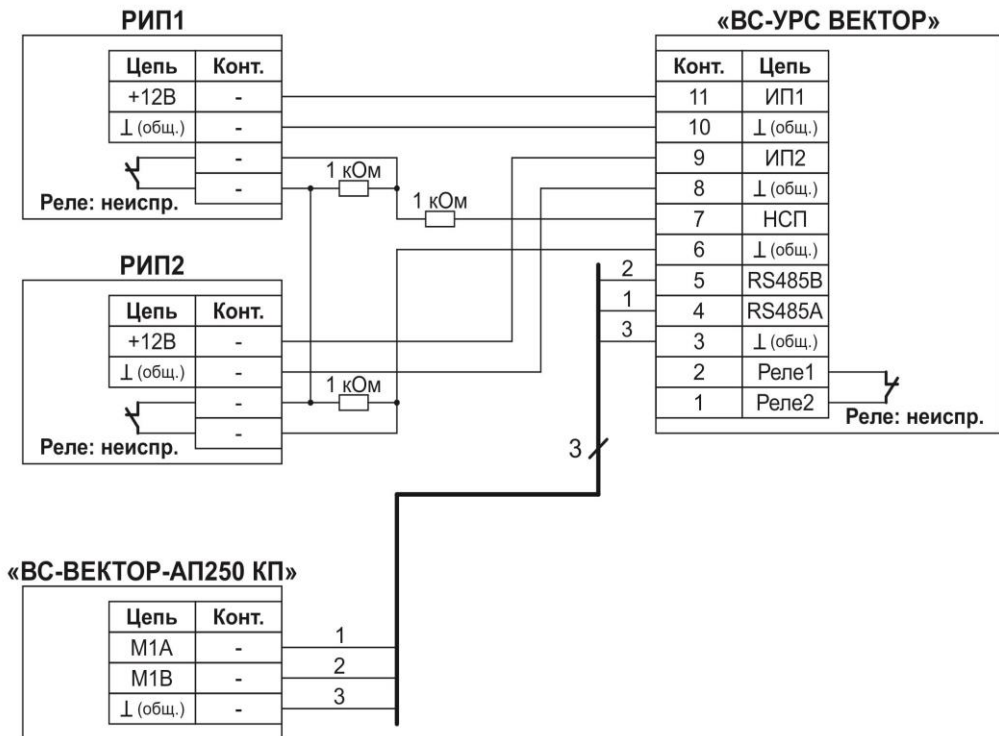 РИП1
Цепь Конт.
+12В -
⊥ (общ.) -
-
-
Реле: неиспр.
1 кОм
1 кОм
«ВС-УРС ВЕКТОР»
Конт. Цепь
11 ИП1
10 ⊥ (общ.)
9 ИП2
8 ⊥ (общ.)
7 НСП
6 ⊥ (общ.)
5 RS485B
4 RS485A
3 ⊥ (общ.)
2 Реле1
1 Реле2
Реле: неиспр.
2
1
3
РИП2
Цепь Конт.
+12В -
⊥ (общ.) -
-
-
Реле: неиспр.
1 кОм
3
«ВС-ВЕКТОР-АП250 КП»
Цепь Конт.
М1А - 1
М1В - 2
⊥ (общ.) - 3